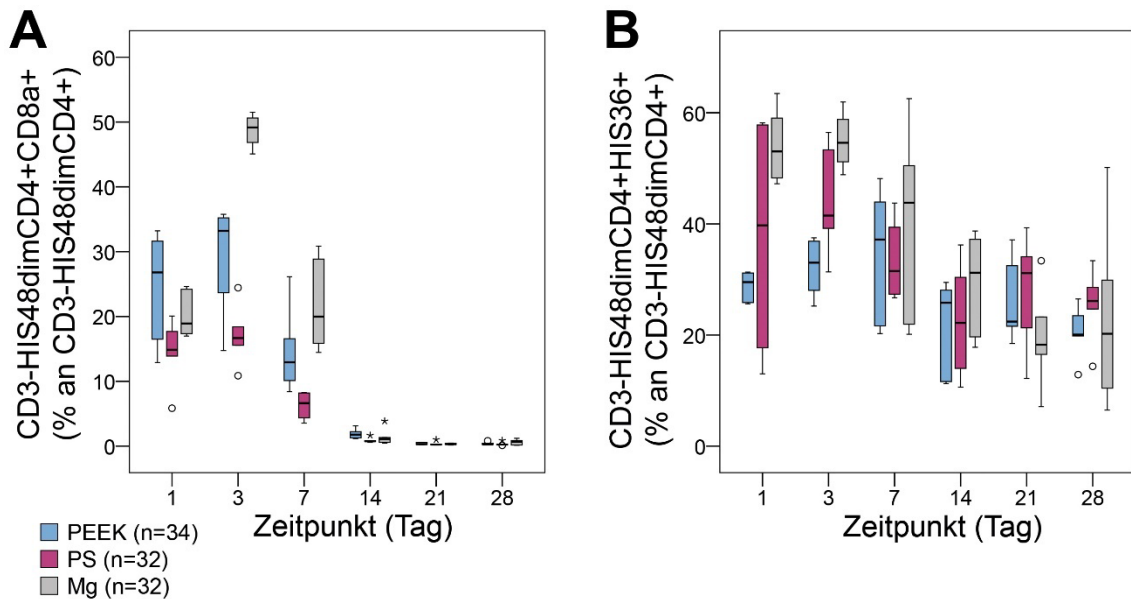 A
CD3-HIS48dimCD4+CD8a+
(% an CD3-HIS48dimCD4+)
60
50
40
30
20
10
0
1 3 7 14 21 28
Zeitpunkt (Tag)
B
CD3-HIS48dimCD4+HIS36+
(% an CD3-HIS48dimCD4+)
60
40
20
0
1 3 7 14 21 28
Zeitpunkt (Tag)
PEEK (n=34)
PS (n=32)
Mg (n=32)